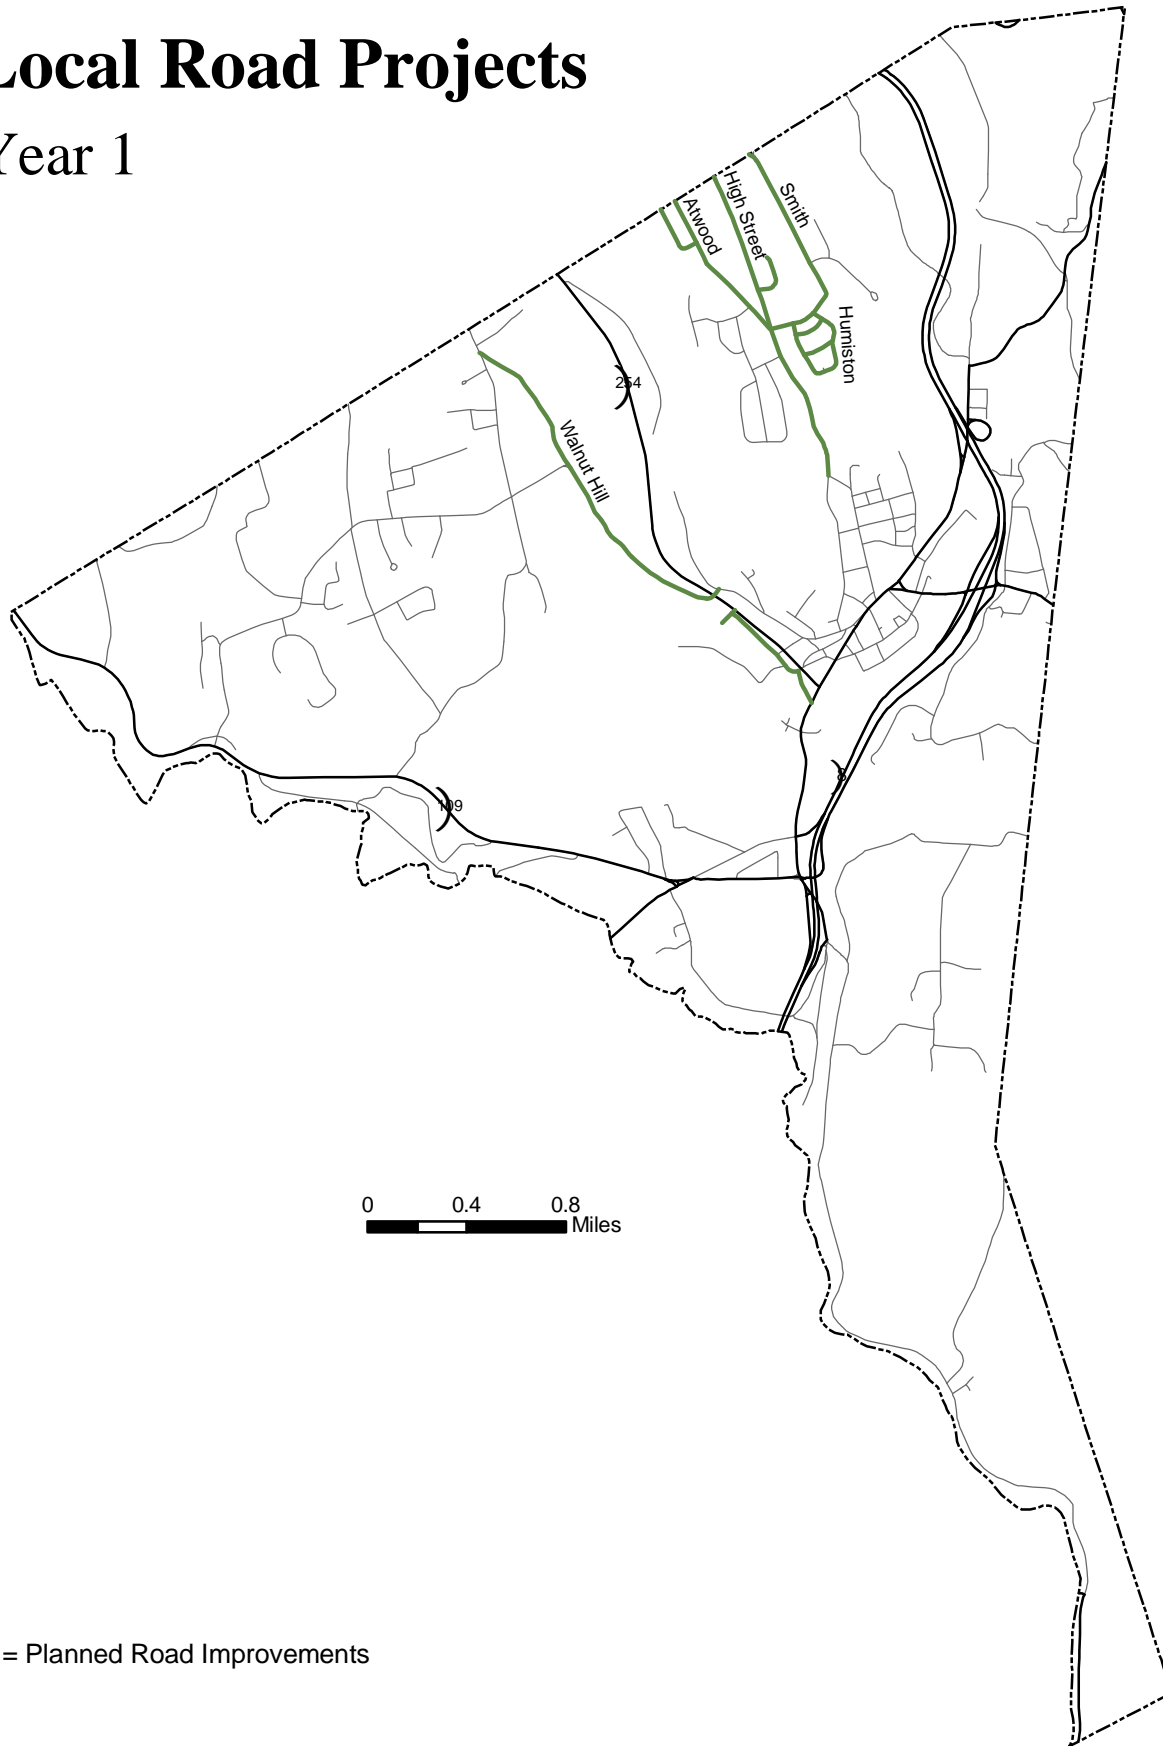 Local Road Projects
Year 1
Smith
High Street
Atwood
Humiston
254
Walnut Hill
8
109
0 0.4 0.8
Miles
= Planned Road Improvements